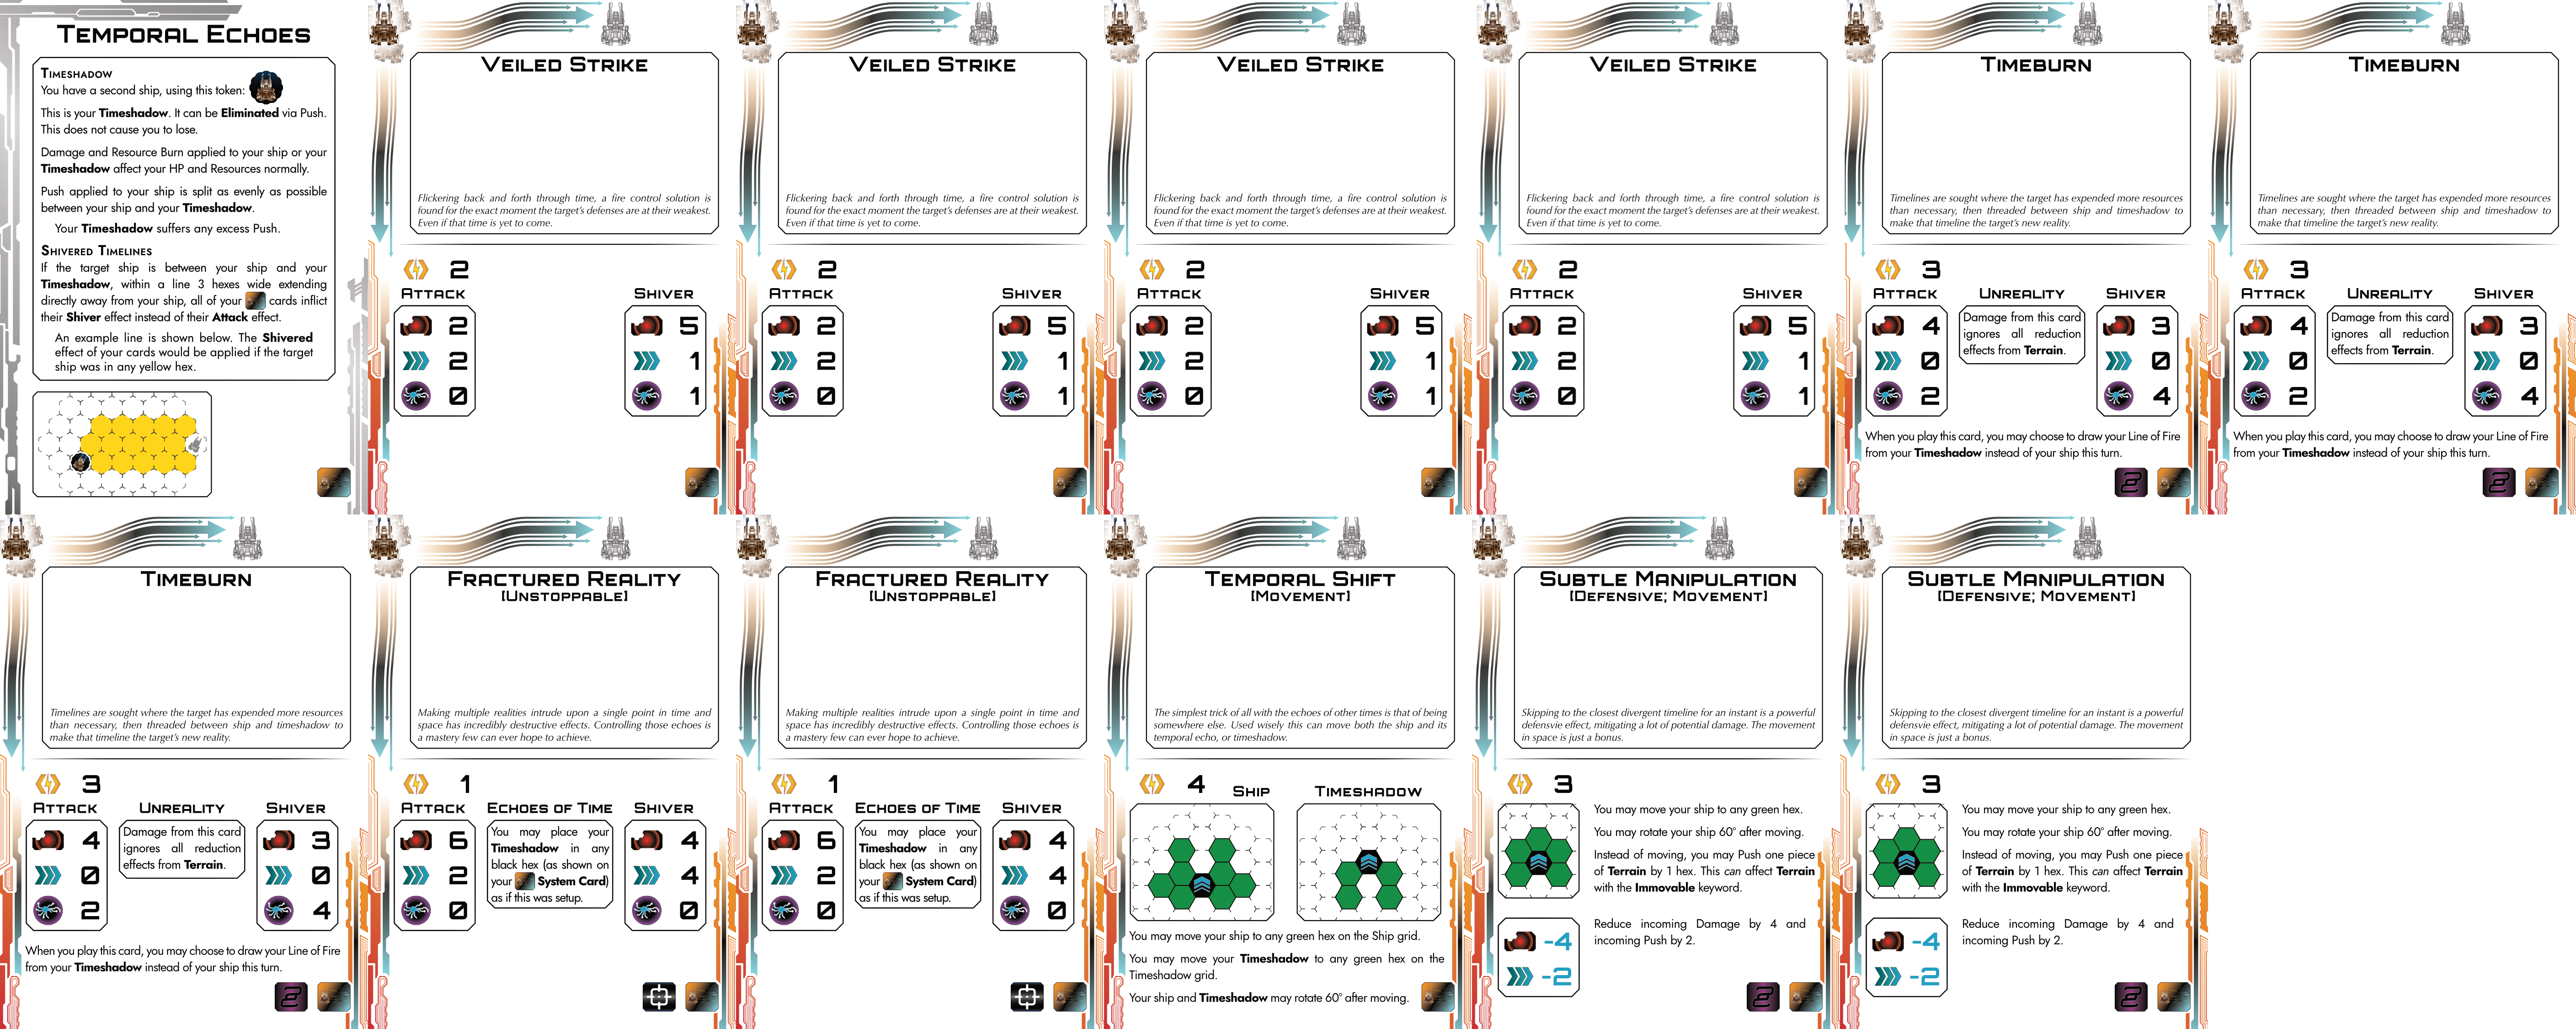 TEMPORAL ECHOES
TIMESHADOW
You have a second ship, using this token:
This is your Timeshadow. It can be Eliminated via Push.
This does not cause you to lose.
Damage and Resource Burn applied to your ship or your
Timeshadow affect your HP and Resources normally.
Push applied to your ship is split as evenly as possible
between your ship and your Timeshadow.
Your Timeshadow suffers any excess Push.
SHIVERED TIMELINES
If the target ship is between your ship and your
Timeshadow, within a line 3 hexes wide extending
directly away from your ship, all of your cards inflict
their Shiver effect instead of their Attack effect.
An example line is shown below. The Shivered
effect of your cards would be applied if the target
ship was in any yellow hex.
VEILED STRIKE
Flickering back and forth through time, a fire control solution is
found for the exact moment the target's defenses are at their weakest.
Even if that time is yet to come.
2
ATTACK
SHIVER
2 5
2 1
0 1
VEILED STRIKE
Flickering back and forth through time, a fire control solution is
found for the exact moment the target's defenses are at their weakest.
Even if that time is yet to come.
2
ATTACK
SHIVER
2 5
2 1
0 1
VEILED STRIKE
Flickering back and forth through time, a fire control solution is
found for the exact moment the target's defenses are at their weakest.
Even if that time is yet to come.
2
ATTACK
SHIVER
2 5
2 1
0 1
VEILED STRIKE
Flickering back and forth through time, a fire control solution is
found for the exact moment the target's defenses are at their weakest.
Even if that time is yet to come.
2
ATTACK
SHIVER
2 5
2 1
0 1
TIMEBURN
Timelines are sought where the target has expended more resources
than necessary, then threaded between ship and timeshadow to
make that timeline the target's new reality.
3
ATTACK
UNREALITY
SHIVER
Damage from this card
ignores all reduction
effects from Terrain.
4 3
0 0
2 4
When you play this card, you may choose to draw your Line of Fire
from your Timeshadow instead of your ship this turn.
TIMEBURN
Timelines are sought where the target has expended more resources
than necessary, then threaded between ship and timeshadow to
make that timeline the target's new reality.
3
ATTACK
UNREALITY
SHIVER
Damage from this card
ignores all reduction
effects from Terrain.
4 3
0 0
2 4
When you play this card, you may choose to draw your Line of Fire
from your Timeshadow instead of your ship this turn.
TIMEBURN
Timelines are sought where the target has expended more resources
than necessary, then threaded between ship and timeshadow to
make that timeline the target's new reality.
3
ATTACK
UNREALITY
SHIVER
Damage from this card
ignores all reduction
effects from Terrain.
4 3
0 0
2 4
When you play this card, you may choose to draw your Line of Fire
from your Timeshadow instead of your ship this turn.
FRACTURED REALITY
[UNSTOPPABLE]
Making multiple realities intrude upon a single point in time and
space has incredibly destructive effects. Controlling those echoes is
a mastery few can ever hope to achieve.
1
ATTACK
ECHOES OF TIME
SHIVER
You may place your
Timeshadow in any
black hex (as shown on
your System Card)
as if this was setup.
6 4
2 4
0 0
FRACTURED REALITY
[UNSTOPPABLE]
Making multiple realities intrude upon a single point in time and
space has incredibly destructive effects. Controlling those echoes is
a mastery few can ever hope to achieve.
1
ATTACK
ECHOES OF TIME
SHIVER
You may place your
Timeshadow in any
black hex (as shown on
your System Card)
as if this was setup.
6 4
2 4
0 0
TEMPORAL SHIFT
[MOVEMENT]
The simplest trick of all with the echoes of other times is that of being
somewhere else. Used wisely this can move both the ship and its
temporal echo, or timeshadow.
4
SHIP
TIMESHADOW
You may move your ship to any green hex on the Ship grid.
You may move your Timeshadow to any green hex on the
Timeshadow grid.
Your ship and Timeshadow may rotate 60° after moving.
SUBTLE MANIPULATION
[DEFENSIVE; MOVEMENT]
Skipping to the closest divergent timeline for an instant is a powerful
defensvie effect, mitigating a lot of potential damage. The movement
in space is just a bonus.
3
You may move your ship to any green hex.
You may rotate your ship 60° after moving.
Instead of moving, you may Push one piece
of Terrain by 1 hex. This can affect Terrain
with the Immovable keyword.
Reduce incoming Damage by 4 and
incoming Push by 2.
-4
-2
SUBTLE MANIPULATION
[DEFENSIVE; MOVEMENT]
Skipping to the closest divergent timeline for an instant is a powerful
defensvie effect, mitigating a lot of potential damage. The movement
in space is just a bonus.
3
You may move your ship to any green hex.
You may rotate your ship 60° after moving.
Instead of moving, you may Push one piece
of Terrain by 1 hex. This can affect Terrain
with the Immovable keyword.
Reduce incoming Damage by 4 and
incoming Push by 2.
-4
-2